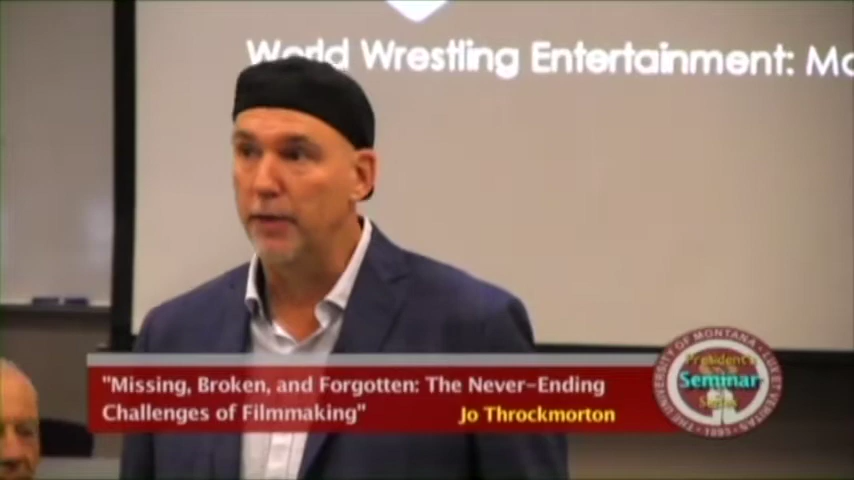 World Wrestling Entertainment: Mo
"Missing, Broken, and Forgotten: The Never-Ending
Challenges of Filmmaking"
Jo Throckmorton
THE UNIVERSITY OF MONTANA
LUX ET VERITAS
1893
President's
Seminar
Series